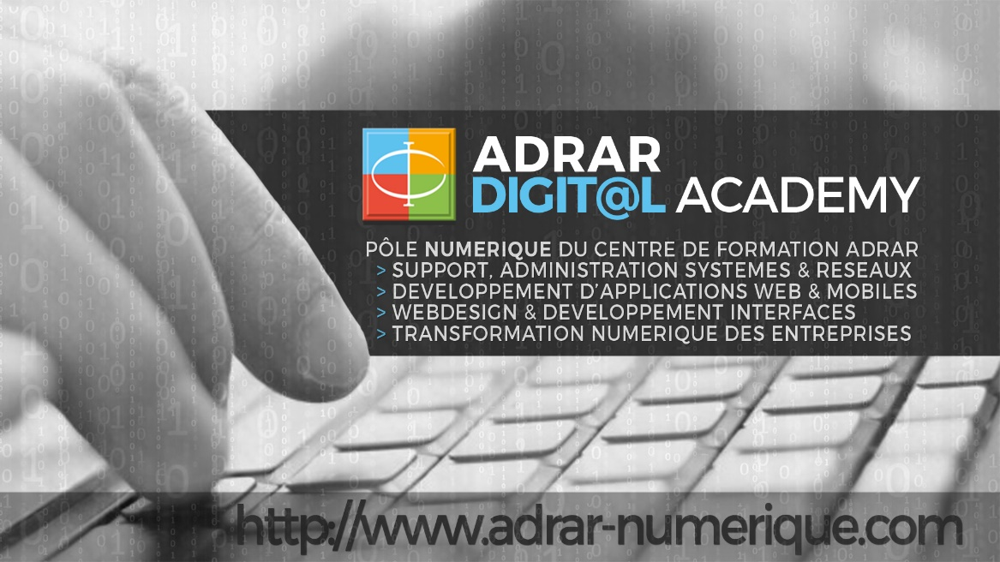 ADRAR
DIGIT@L ACADEMY
PÔLE NUMERIQUE DU CENTRE DE FORMATION ADRAR
> SUPPORT, ADMINISTRATION SYSTEMES & RESEAUX
> DEVELOPPEMENT D'APPLICATIONS WEB & MOBILES
> WEBDESIGN & DEVELOPPEMENT INTERFACES
> TRANSFORMATION NUMERIQUE DES ENTREPRISES
http://www.adrar-numerique.com